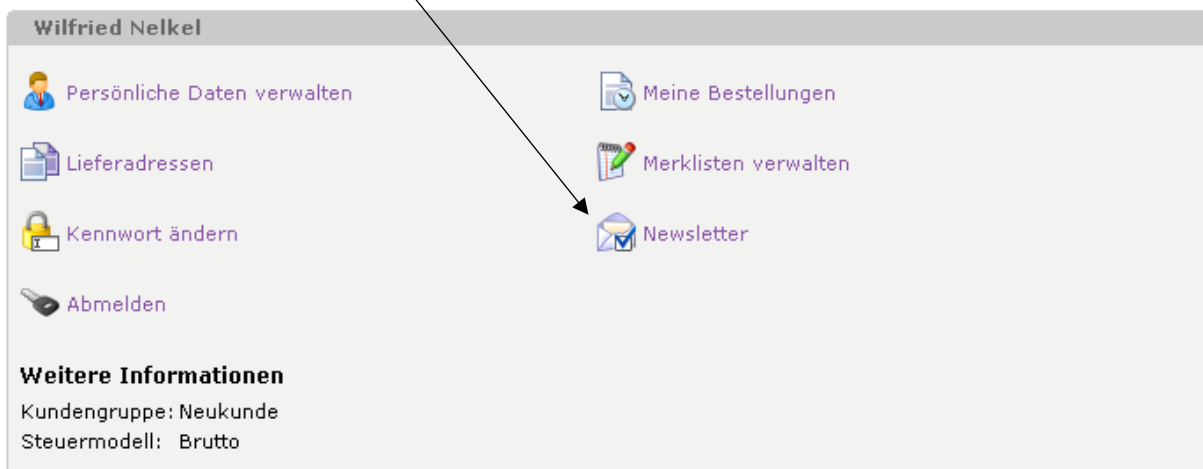 Wilfried Nelkel
Persönliche Daten verwalten
Meine Bestellungen
Lieferadressen
Merklisten verwalten
Kennwort ändern
Newsletter
Abmelden
Weitere Informationen
Kundengruppe: Neukunde
Steuermodell: Brutto